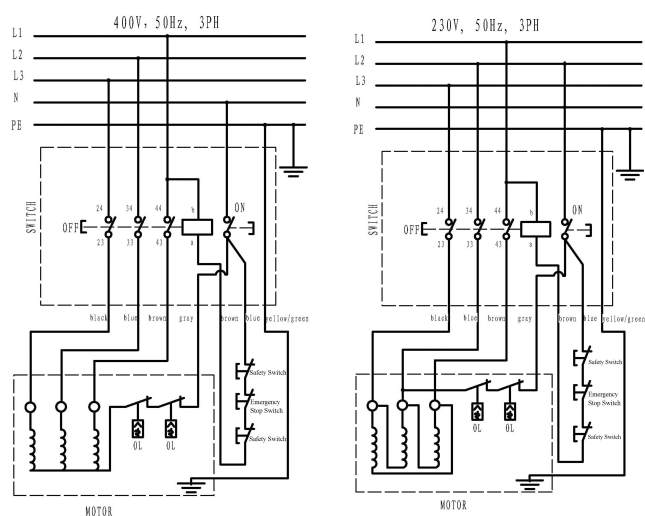 400V, 50Hz, 3PH
L1
L2
L3
N
PE
SWITCH
24
34
44
b
ON
OFF
23
33
43
a
black
blue
brown
gray
brown
blue
yellow/green
Safety Switch
Emergency
Stop Switch
Safety Switch
OL
OL
MOTOR
230V, 50Hz, 3PH
L1
L2
L3
N
PE
SWITCH
24
34
44
b
ON
OFF
23
33
43
a
black
blue
brown
gray
brown
blue
yellow/green
Safety Switch
Emergency
Stop Switch
Safety Switch
OL
OL
MOTOR